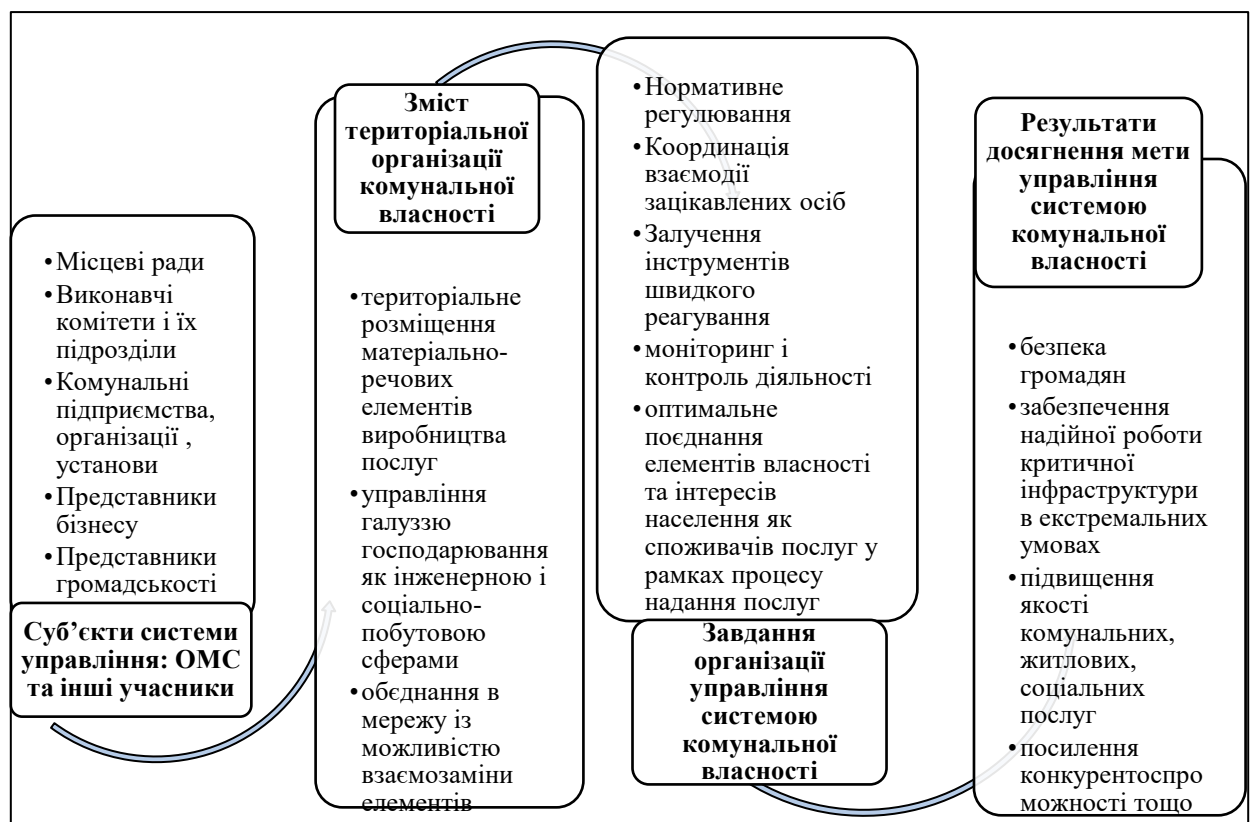 • Місцеві ради
• Виконавчі
комітети і їх
підрозділи
• Комунальні
підприємства,
організації ,
установи
• Представники
бізнесу
• Представники
громадськості
Суб’єкти системи
управління: ОМС
та інші учасники
Зміст
територіальної
організації
комунальної
власності
• територіальне
розміщення
матеріально-
речових
елементів
виробництва
послуг
• управління
галуззю
господарювання
як інженерною і
соціально-
побутовою
сферами
• обєднання в
мережу із
можливістю
взаємозаміни
елементів
• Нормативне
регулювання
• Координація
взаємодії
зацікавлених осіб
• Залучення
інструментів
швидкого
реагування
• моніторинг і
контроль діяльності
• оптимальне
поєднання
елементів власності
та інтересів
населення як
споживачів послуг у
рамках процесу
надання послуг
Завдання
організації
управління
системою
комунальної
власності
Результати
досягнення мети
управління
системою
комунальної
власності
• безпека
громадян
• забезпечення
надійної роботи
критичної
інфраструктури
в екстремальних
умовах
• підвищення
якості
комунальних,
житлових,
соціальних
послуг
• посилення
конкурентоспро
можності тощо